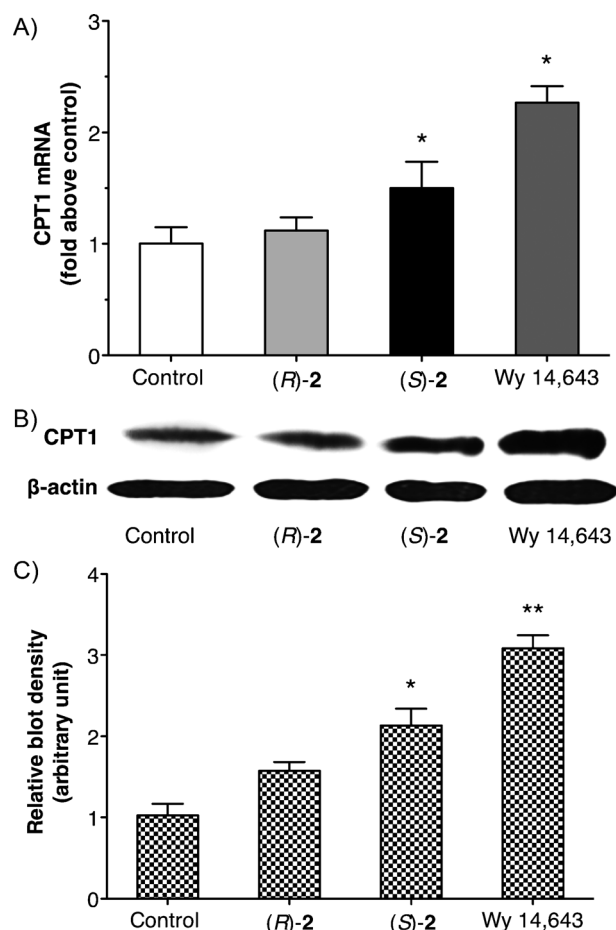 A)
CPT1 mRNA
(fold above control)
3
2
1
0
*
*
Control (R)-2 (S)-2 Wy 14,643
B)
CPT1
β-actin
Control (R)-2 (S)-2 Wy 14,643
C)
Relative blot density
(arbitrary unit)
4
3
2
1
0
*
**
Control (R)-2 (S)-2 Wy 14,643